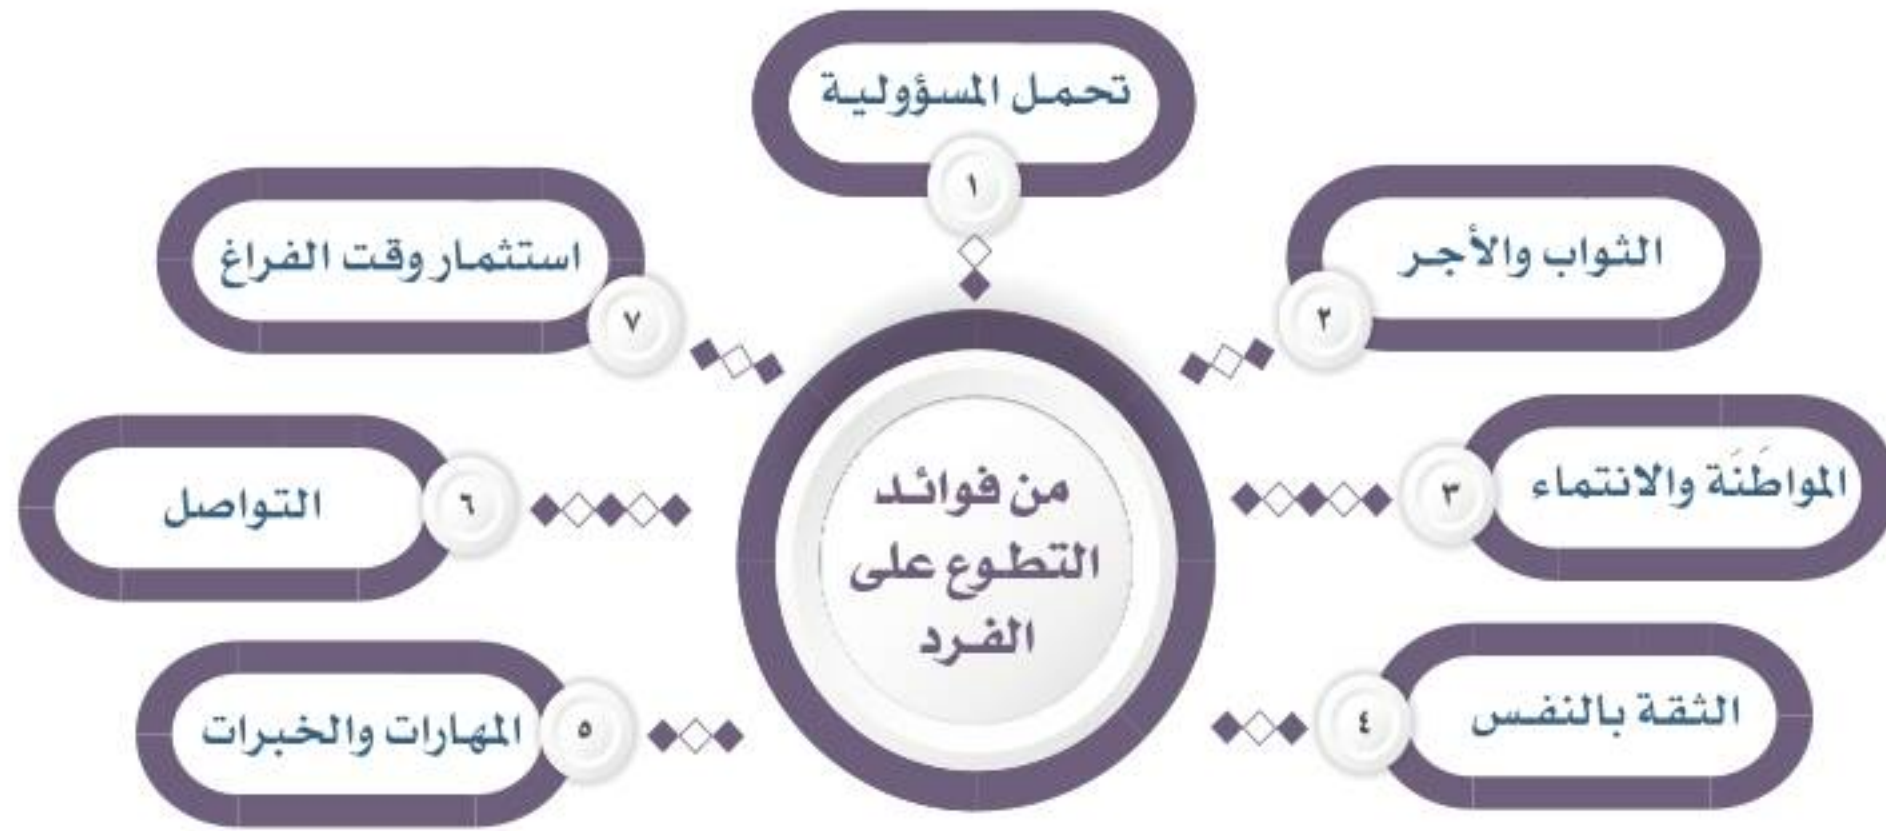 من فوائد
التطوع على
الفرد
تحمل المسؤولية
١
الثواب والأجر
٢
المواطَنَة والانتماء
٣
الثقة بالنفس
٤
المهارات والخبرات
٥
التواصل
٦
استثمار وقت الفراغ
٧